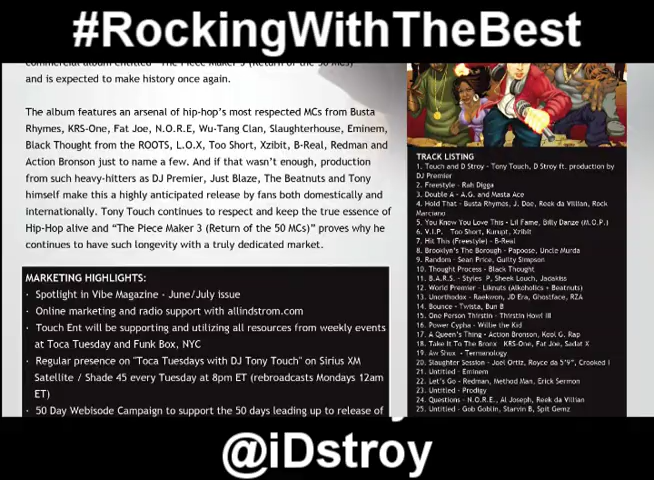 #RockingWithTheBest
commercial album entitled "The Piece Maker 3 (Return of the 50 MCs)"
and is expected to make history once again.
The album features an arsenal of hip-hop's most respected MCs from Busta
Rhymes, KRS-One, Fat Joe, N.O.R.E, Wu-Tang Clan, Slaughterhouse, Eminem,
Black Thought from the ROOTS, L.O.X, Too Short, Xzibit, B-Real, Redman and
Action Bronson just to name a few. And if that wasn't enough, production
from such heavy-hitters as DJ Premier, Just Blaze, The Beatnuts and Tony
himself make this a highly anticipated release by fans both domestically and
internationally. Tony Touch continues to respect and keep the true essence of
Hip-Hop alive and "The Piece Maker 3 (Return of the 50 MCs)" proves why he
continues to have such longevity with a truly dedicated market.
MARKETING HIGHLIGHTS:
· Spotlight in Vibe Magazine - June/July issue
· Online marketing and radio support with allindstrom.com
· Touch Ent will be supporting and utilizing all resources from weekly events
at Toca Tuesday and Funk Box, NYC
· Regular presence on "Toca Tuesdays with DJ Tony Touch" on Sirius XM
Satellite / Shade 45 every Tuesday at 8pm ET (rebroadcasts Mondays 12am
ET)
· 50 Day Webisode Campaign to support the 50 days leading up to release of
TRACK LISTING
1. Touch and D Stroy - Tony Touch, D Stroy ft. production by
DJ Premier
2. Freestyle - Rah Digga
3. Double A - A.G. and Masta Ace
4. Hold That - Busta Rhymes, J. Doe, Reek da Villian, Rock
Marciano
5. You Know You Love This - Lil Fame, Billy Danze (M.O.P.)
6. V.I.P. Too Short, Kurupt, Xzibit
7. Hit This (Freestyle) - B-Real
8. Brooklyn's The Borough - Papoose, Uncle Murda
9. Random - Sean Price, Guilty Simpson
10. Thought Process - Black Thought
11. B.A.R.S. - Styles P, Sheek Louch, Jadakiss
12. World Premier - Liknuts (Alkoholics + Beatnuts)
13. Unorthodox - Raekwon, JD Era, Ghostface, RZA
14. Bounce - Twista, Bun B
15. One Person Thirstin - Thirstin Howl III
16. Power Cypha - Willie the Kid
17. A Queen's Thing - Action Bronson, Kool G. Rap
18. Take It To The Bronx KRS-One, Fat Joe, Sadat X
19. Aw Shux - Termanology
20. Slaughter Session - Joel Ortiz, Royce da 5'9", Crooked I
21. Untitled - Eminem
22. Let's Go - Redman, Method Man, Erick Sermon
23. Untitled - Prodigy
24. Questions - N.O.R.E., Al Joseph, Reek da Villian
25. Untitled - Gob Goblin, Starvin B, Spit Gemz
@iDstroy